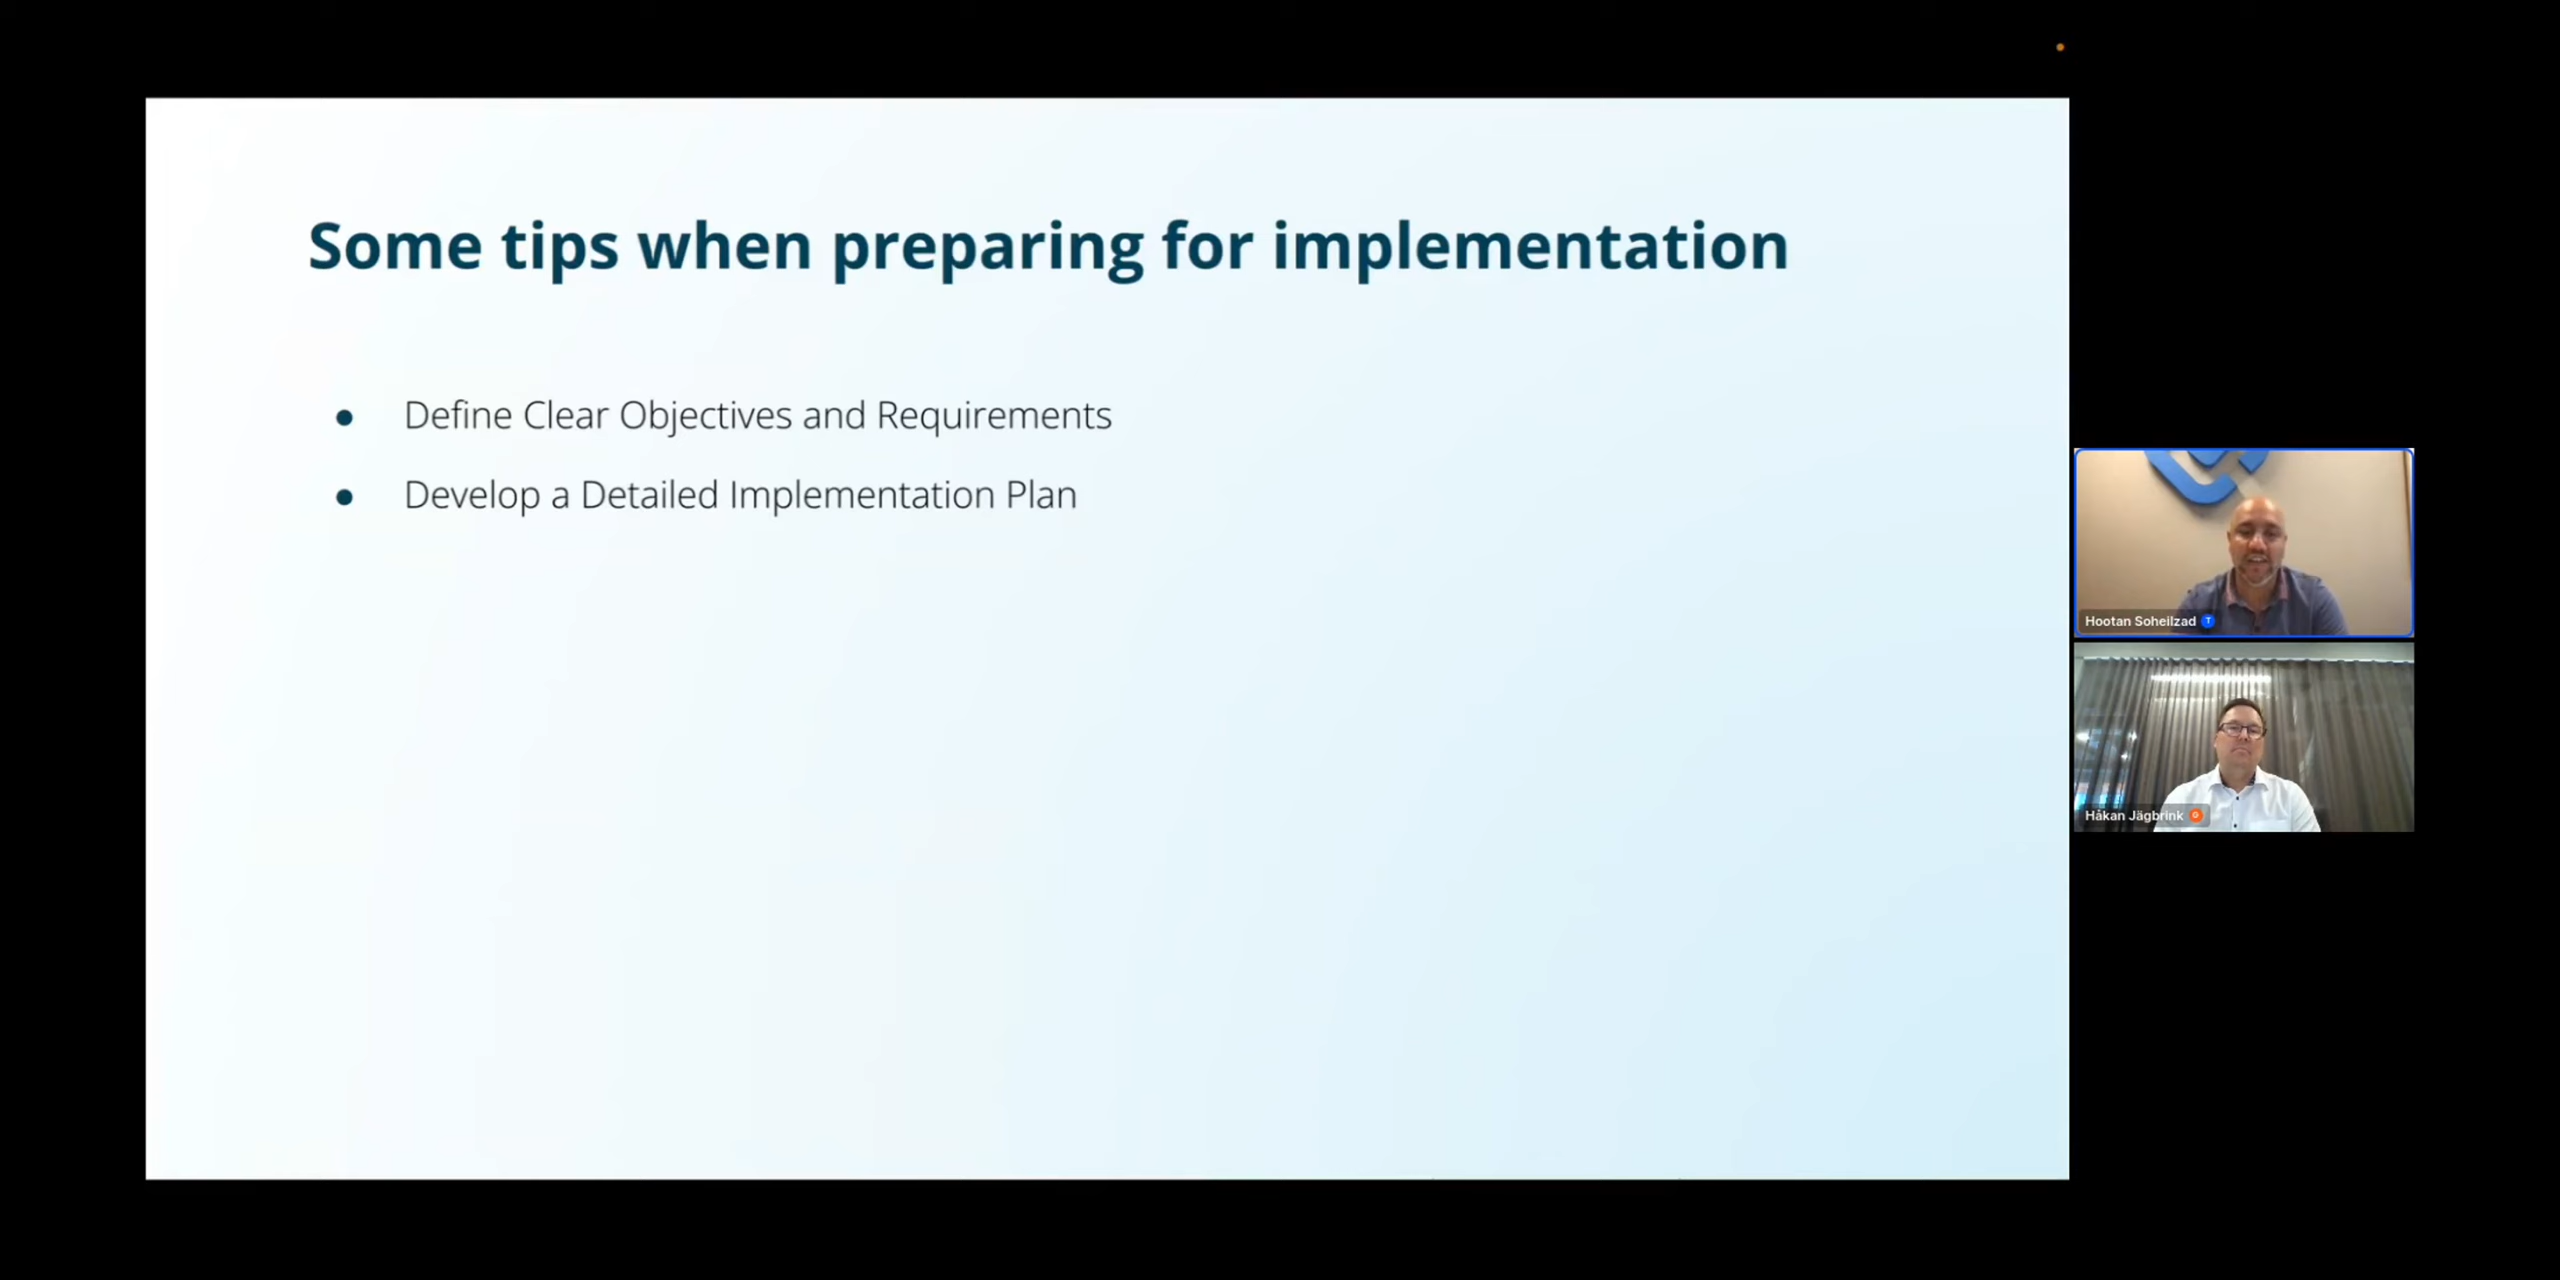 Some tips when preparing for implementation
● Define Clear Objectives and Requirements
● Develop a Detailed Implementation Plan
Hootan Soheilzad T
Håkan Jägbrink